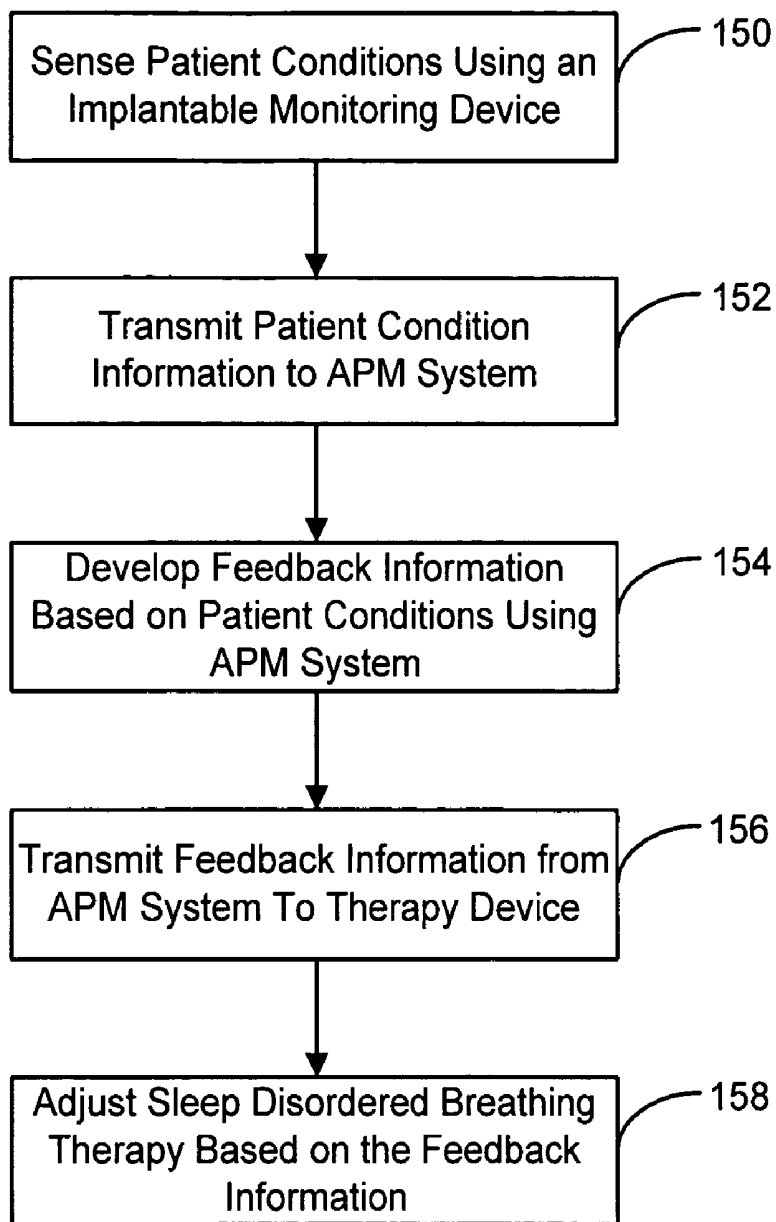 Sense Patient Conditions Using an
Implantable Monitoring Device
150
Transmit Patient Condition
Information to APM System
152
Develop Feedback Information
Based on Patient Conditions Using
APM System
154
Transmit Feedback Information from
APM System To Therapy Device
156
Adjust Sleep Disordered Breathing
Therapy Based on the Feedback
Information
158